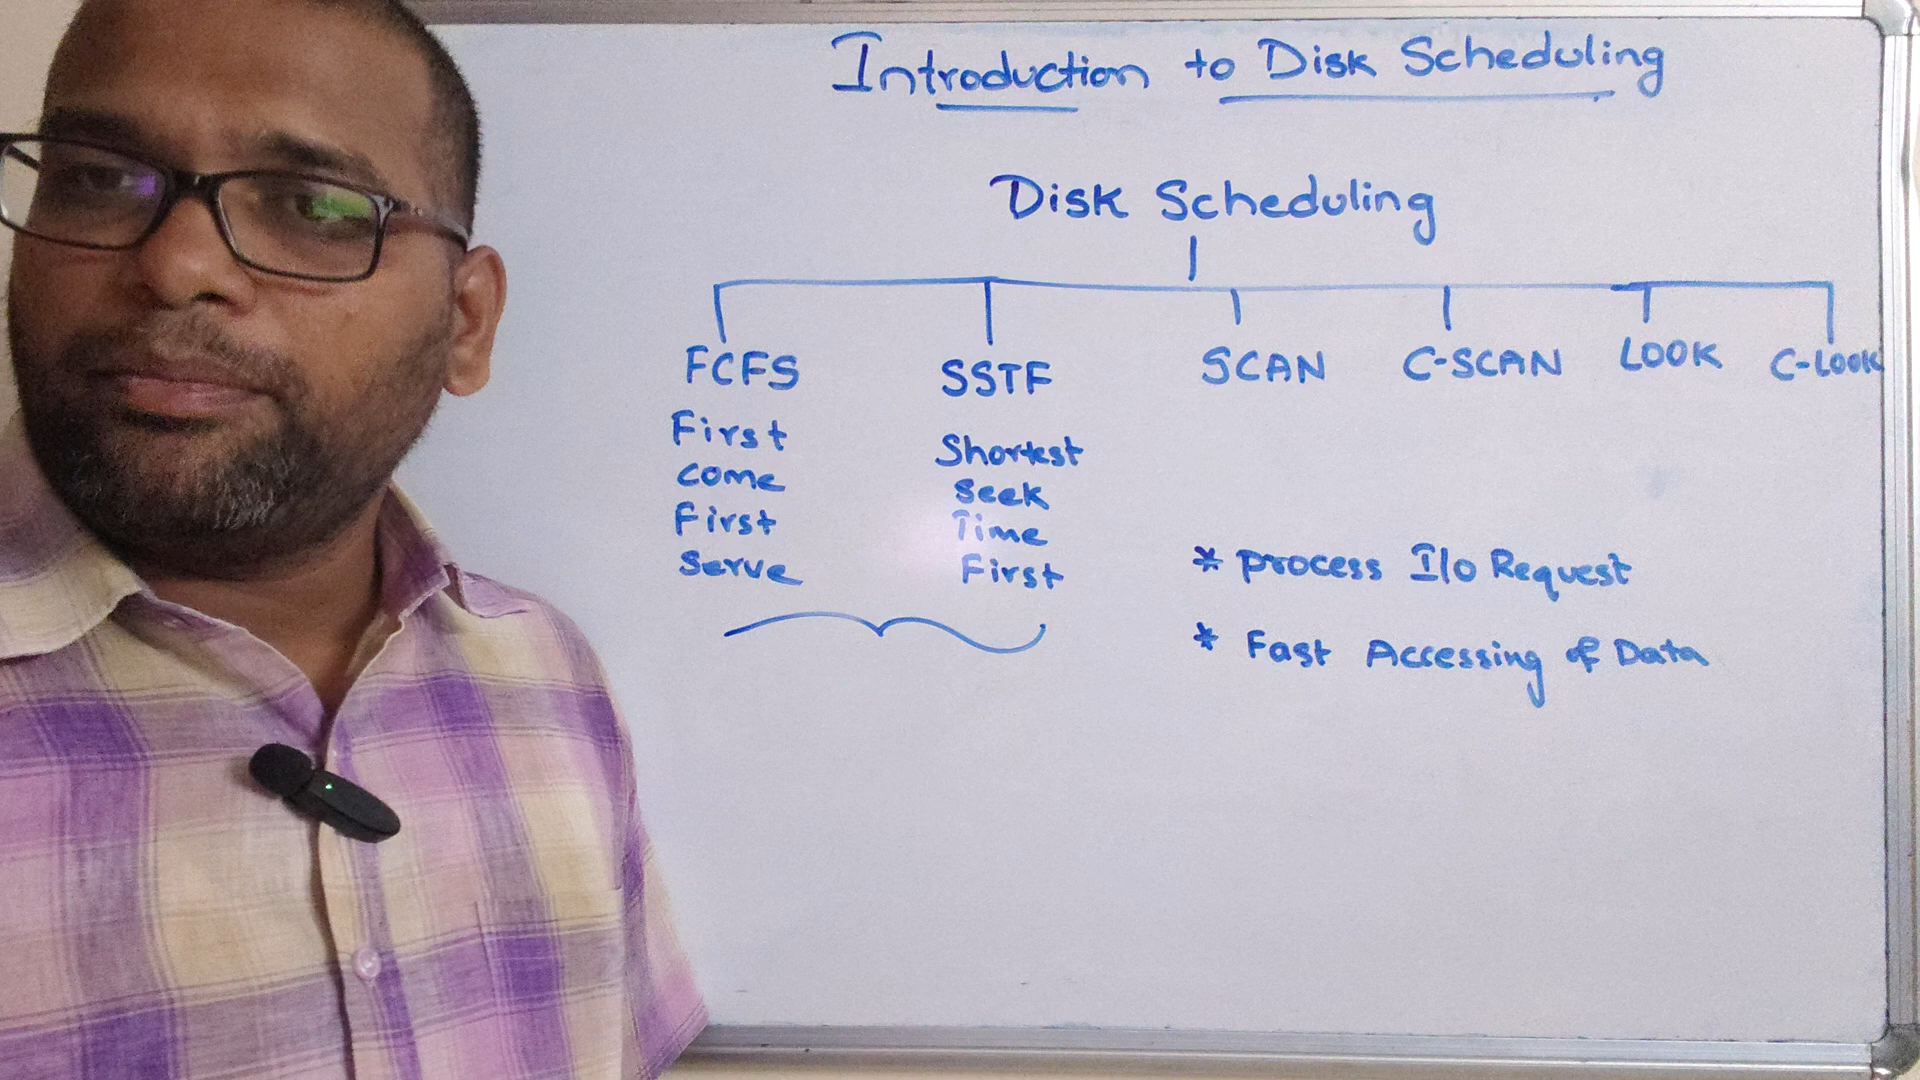 Introduction to Disk Scheduling
Disk Scheduling
FCFS SSTF SCAN C-SCAN LOOK C-LOOK
First
come
First
Serve
Shortest
Seek
Time
First
* process I/o Request
* Fast Accessing of Data